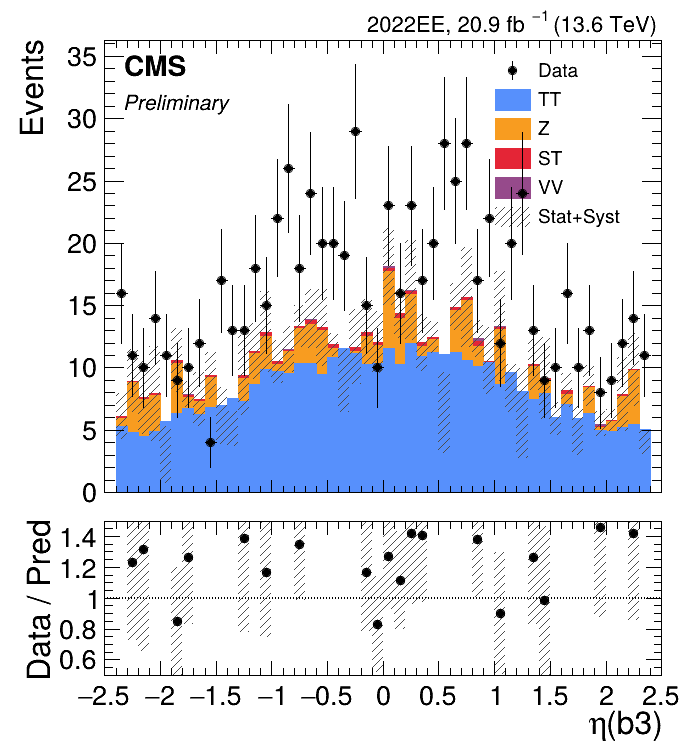 2022EE, 20.9 fb⁻¹ (13.6 TeV)
Events
35
30
25
20
15
10
5
0
CMS
Preliminary
Data
TT
Z
ST
VV
Stat+Syst
Data / Pred
1.4
1.2
1
0.8
0.6
−2.5 −2 −1.5 −1 −0.5 0 0.5 1 1.5 2 2.5
η(b3)